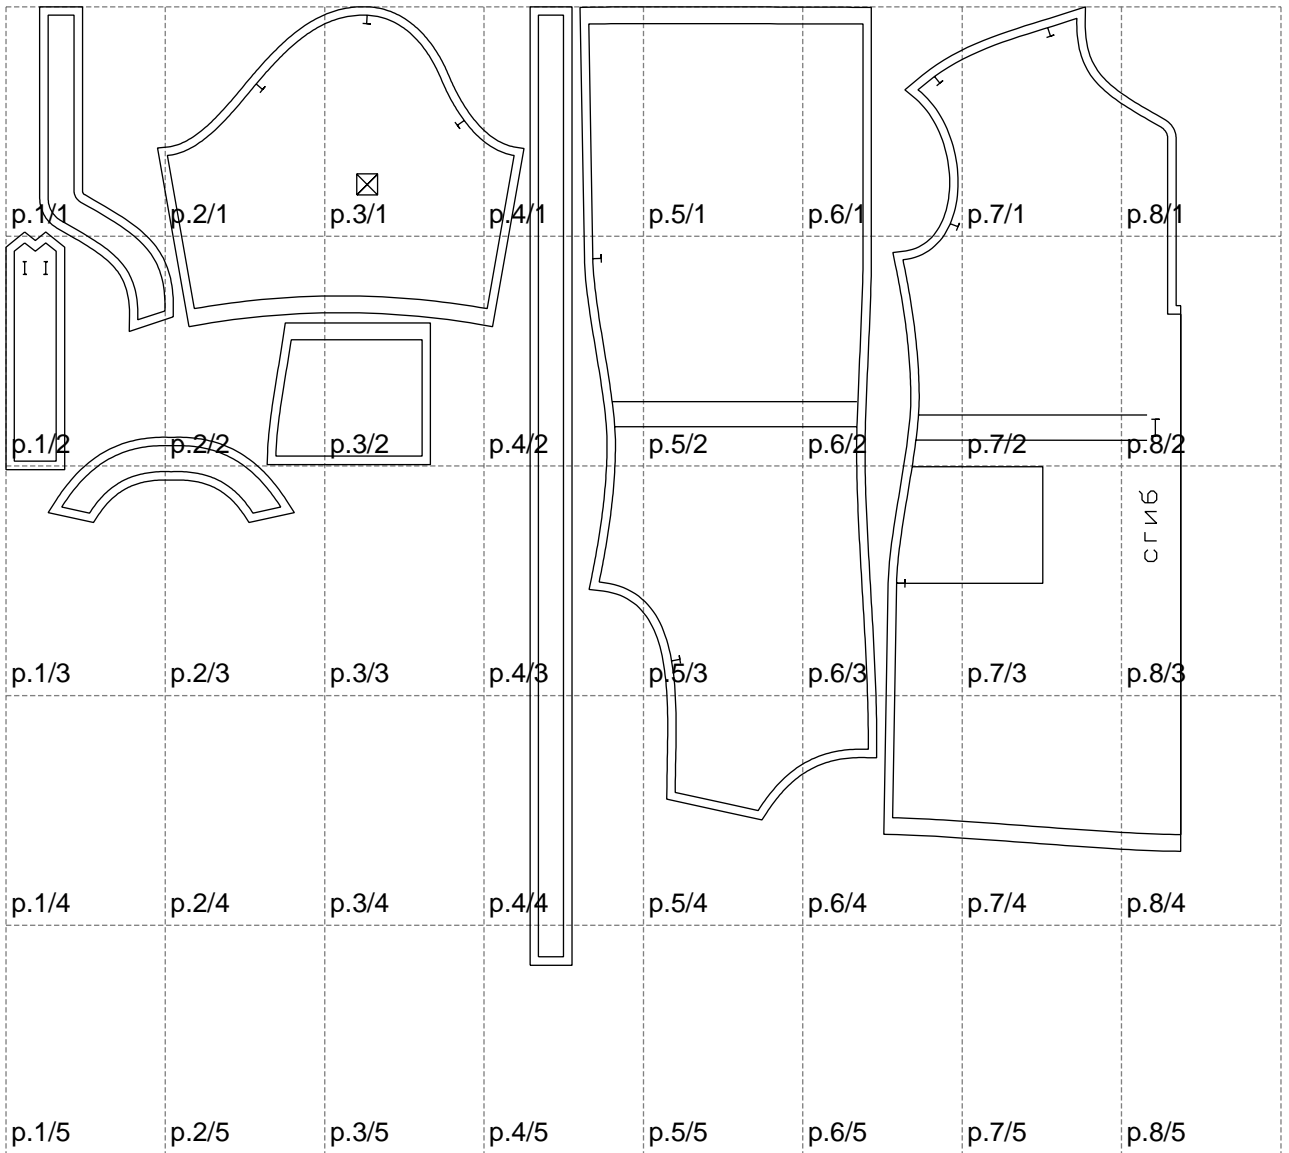 p.1/1 p.2/1 p.3/1 p.4/1 p.5/1 p.6/1 p.7/1 p.8/1
p.1/2 p.2/2 p.3/2 p.4/2 p.5/2 p.6/2 p.7/2 p.8/2
сгиб
p.1/3 p.2/3 p.3/3 p.4/3 p.5/3 p.6/3 p.7/3 p.8/3
p.1/4 p.2/4 p.3/4 p.4/4 p.5/4 p.6/4 p.7/4 p.8/4
p.1/5 p.2/5 p.3/5 p.4/5 p.5/5 p.6/5 p.7/5 p.8/5